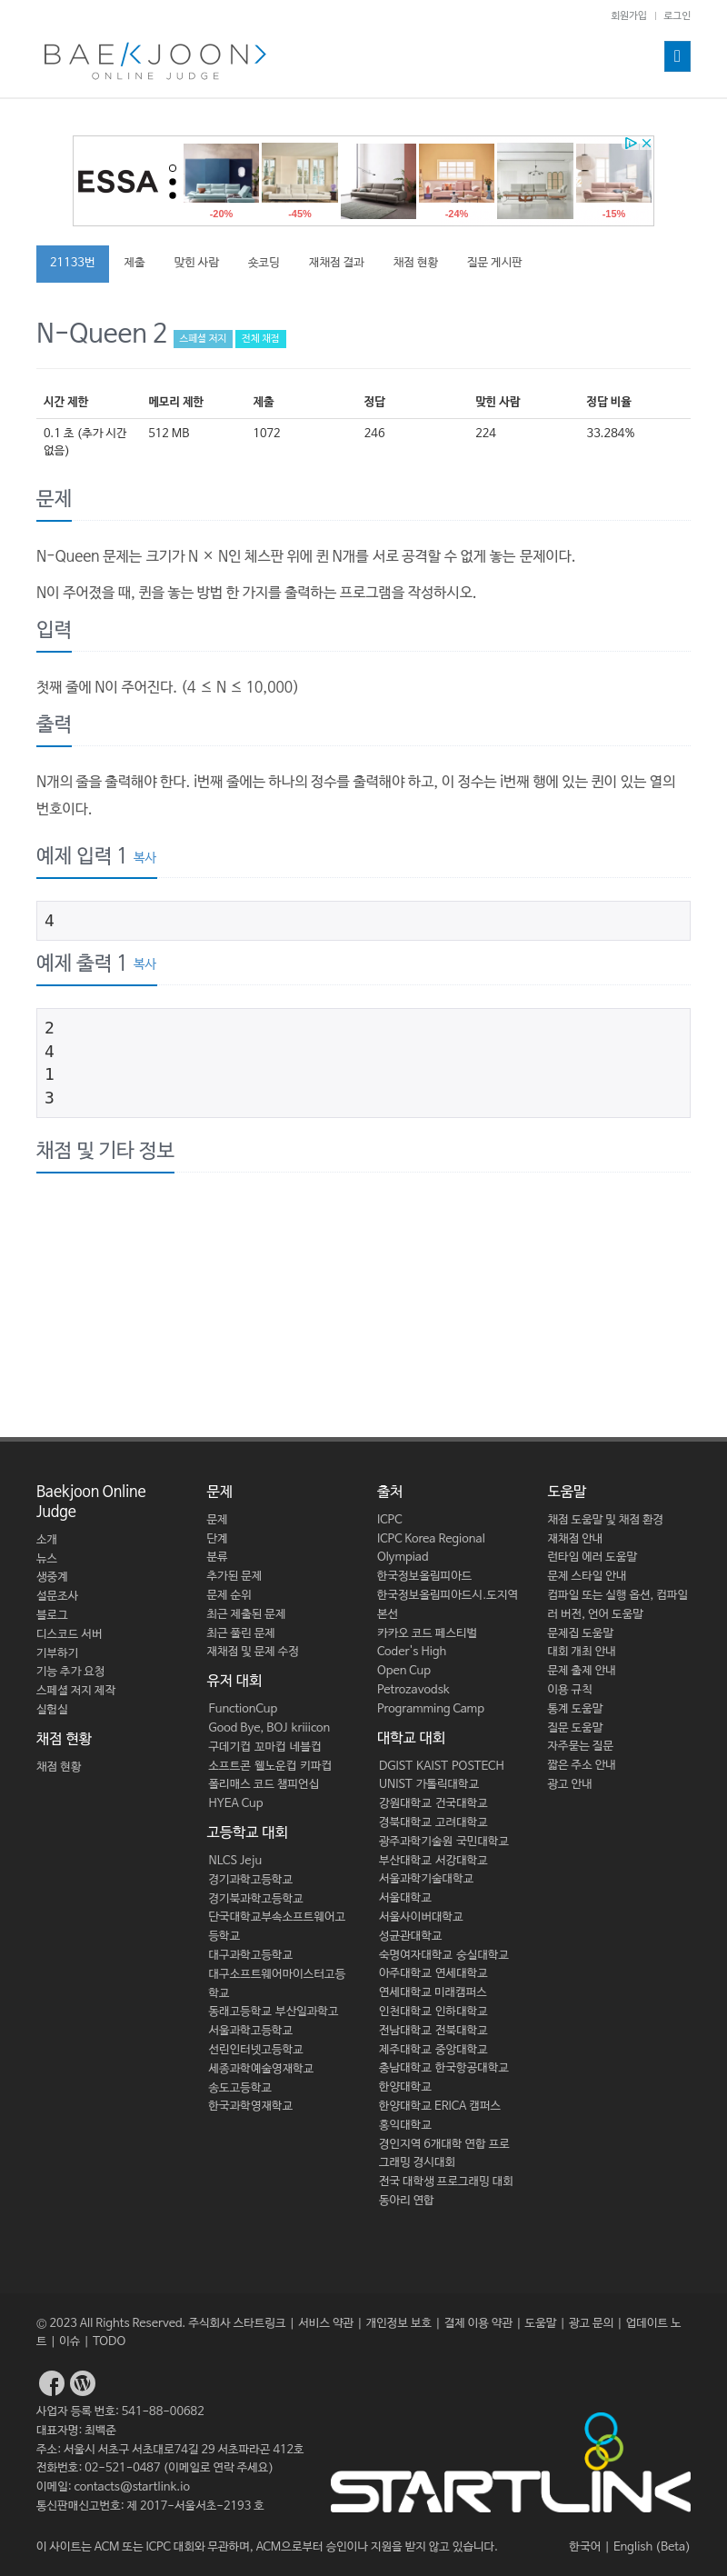 회원가입 | 로그인
BAEKJOON>
ONLINE JUDGE
ESSA
-20% -45% -24% -15%
21133번 제출 맞힌 사람 숏코딩 재채점 결과 채점 현황 질문 게시판
N-Queen 2 스페셜 저지 전체 채점
시간 제한 메모리 제한 제출 정답 맞힌 사람 정답 비율
0.1 초 (추가 시간 없음) 512 MB 1072 246 224 33.284%
문제
N-Queen 문제는 크기가 N × N인 체스판 위에 퀸 N개를 서로 공격할 수 없게 놓는 문제이다.
N이 주어졌을 때, 퀸을 놓는 방법 한 가지를 출력하는 프로그램을 작성하시오.
입력
첫째 줄에 N이 주어진다. (4 ≤ N ≤ 10,000)
출력
N개의 줄을 출력해야 한다. i번째 줄에는 하나의 정수를 출력해야 하고, 이 정수는 i번째 행에 있는 퀸이 있는 열의
번호이다.
예제 입력 1 복사
4
예제 출력 1 복사
2
4
1
3
채점 및 기타 정보
Baekjoon Online
Judge
소개
뉴스
생중계
설문조사
블로그
디스코드 서버
기부하기
기능 추가 요청
스페셜 저지 제작
실험실
채점 현황
채점 현황
문제
문제
단계
분류
추가된 문제
문제 순위
최근 제출된 문제
최근 풀린 문제
재채점 및 문제 수정
유저 대회
FunctionCup
Good Bye, BOJ kriiicon
구데기컵 꼬마컵 네블컵
소프트콘 웰노운컵 키파컵
폴리매스 코드 챔피언십
HYEA Cup
고등학교 대회
NLCS Jeju
경기과학고등학교
경기북과학고등학교
단국대학교부속소프트웨어고
등학교
대구과학고등학교
대구소프트웨어마이스터고등
학교
동래고등학교 부산일과학고
서울과학고등학교
선린인터넷고등학교
세종과학예술영재학교
송도고등학교
한국과학영재학교
출처
ICPC
ICPC Korea Regional
Olympiad
한국정보올림피아드
한국정보올림피아드시.도지역
본선
카카오 코드 페스티벌
Coder's High
Open Cup
Petrozavodsk
Programming Camp
대학교 대회
DGIST KAIST POSTECH
UNIST 가톨릭대학교
강원대학교 건국대학교
경북대학교 고려대학교
광주과학기술원 국민대학교
부산대학교 서강대학교
서울과학기술대학교
서울대학교
서울사이버대학교
성균관대학교
숙명여자대학교 숭실대학교
아주대학교 연세대학교
연세대학교 미래캠퍼스
인천대학교 인하대학교
전남대학교 전북대학교
제주대학교 중앙대학교
충남대학교 한국항공대학교
한양대학교
한양대학교 ERICA 캠퍼스
홍익대학교
경인지역 6개대학 연합 프로
그래밍 경시대회
전국 대학생 프로그래밍 대회
동아리 연합
도움말
채점 도움말 및 채점 환경
재채점 안내
런타임 에러 도움말
문제 스타일 안내
컴파일 또는 실행 옵션, 컴파일
러 버전, 언어 도움말
문제집 도움말
대회 개최 안내
문제 출제 안내
이용 규칙
통계 도움말
질문 도움말
자주묻는 질문
짧은 주소 안내
광고 안내
© 2023 All Rights Reserved. 주식회사 스타트링크 | 서비스 약관 | 개인정보 보호 | 결제 이용 약관 | 도움말 | 광고 문의 | 업데이트 노
트 | 이슈 | TODO
사업자 등록 번호: 541-88-00682
대표자명: 최백준
주소: 서울시 서초구 서초대로74길 29 서초파라곤 412호
전화번호: 02-521-0487 (이메일로 연락 주세요)
이메일: contacts@startlink.io
통신판매신고번호: 제 2017-서울서초-2193 호
STARTLINK
이 사이트는 ACM 또는 ICPC 대회와 무관하며, ACM으로부터 승인이나 지원을 받지 않고 있습니다.
한국어 | English (Beta)